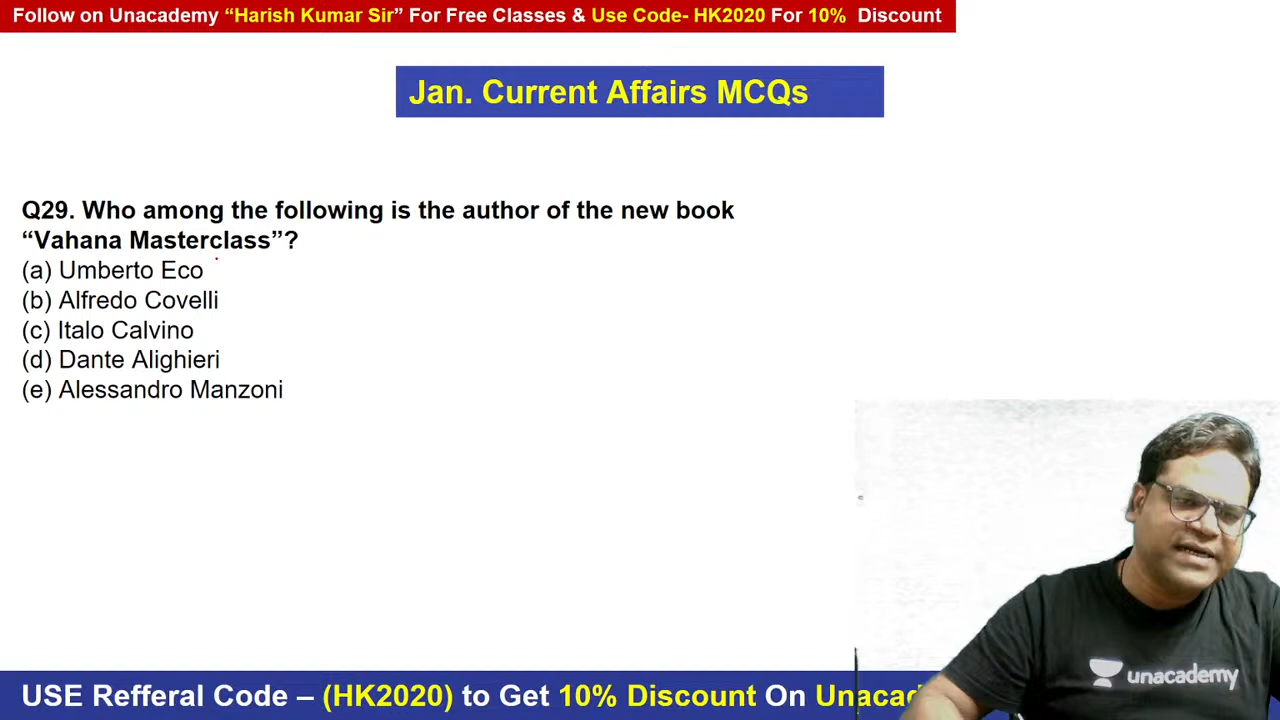 Follow on Unacademy “Harish Kumar Sir” For Free Classes & Use Code- HK2020 For 10% Discount
Jan. Current Affairs MCQs
Q29. Who among the following is the author of the new book
“Vahana Masterclass”?
(a) Umberto Eco
(b) Alfredo Covelli
(c) Italo Calvino
(d) Dante Alighieri
(e) Alessandro Manzoni
unacademy
USE Refferal Code – (HK2020) to Get 10% Discount On